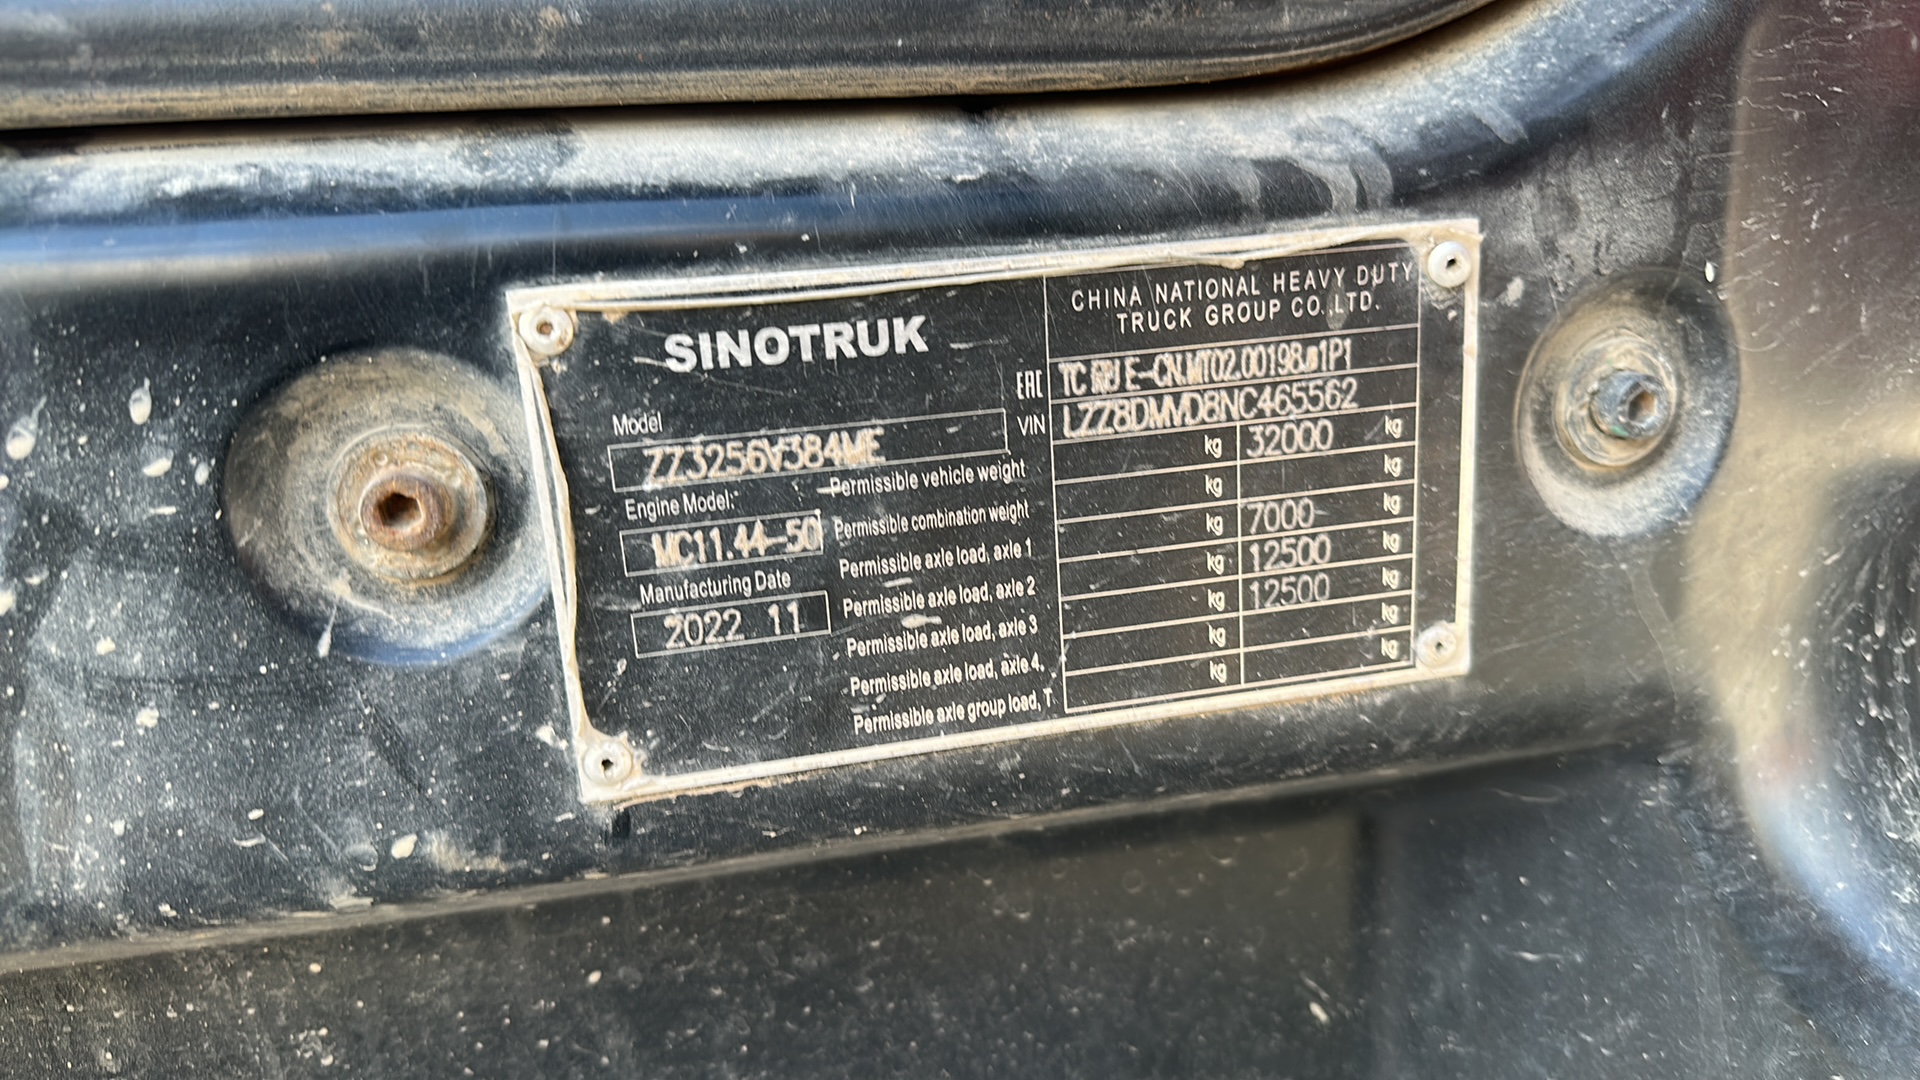 SINOTRUK
CHINA NATIONAL HEAVY DUTY
TRUCK GROUP CO.,LTD.
EAC TC RU E-CN.MT02.00198.И1P1
VIN LZZ8DMVD8NC465562
Model
ZZ3256V384ME
Engine Model:
MC11.44-50
Manufacturing Date
2022 11
Permissible vehicle weight kg 32000 kg
Permissible combination weight kg kg
Permissible axle load, axle 1 kg 7000 kg
Permissible axle load, axle 2 kg 12500 kg
Permissible axle load, axle 3 kg 12500 kg
Permissible axle load, axle 4, kg kg
Permissible axle group load, T kg kg